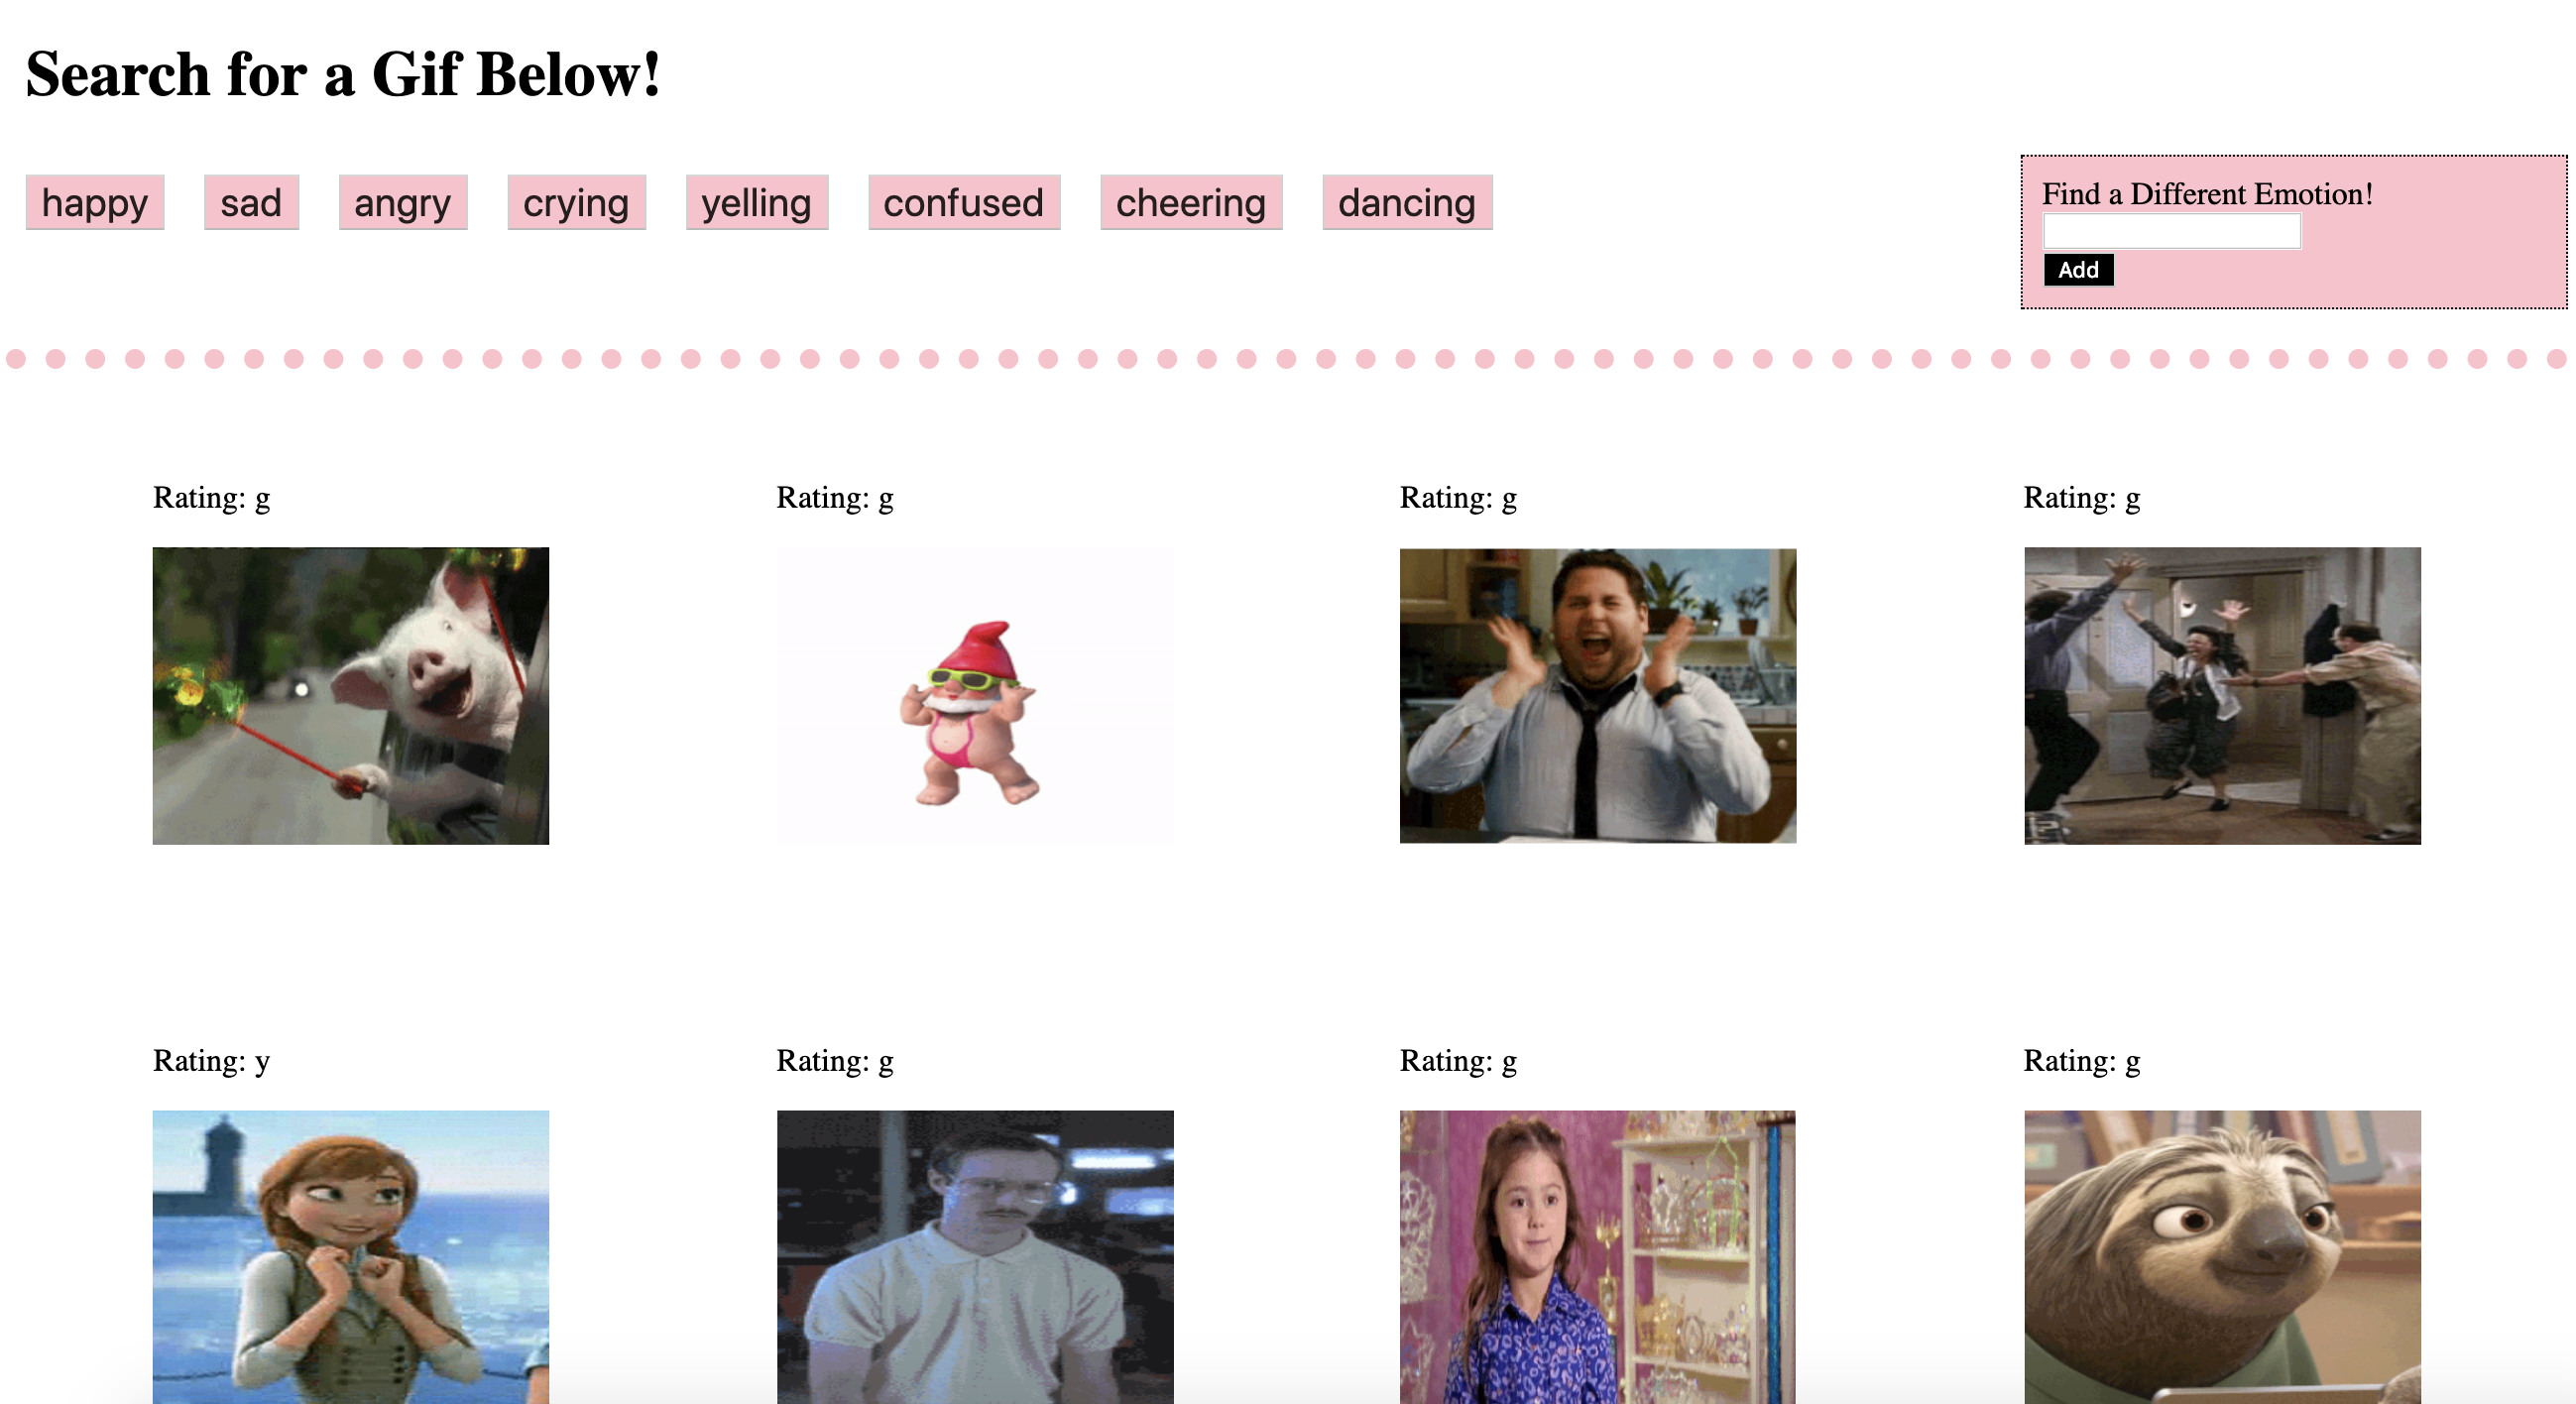 Search for a Gif Below!
happy sad angry crying yelling confused cheering dancing
Find a Different Emotion!
Add
Rating: g Rating: g Rating: g Rating: g
Rating: y Rating: g Rating: g Rating: g